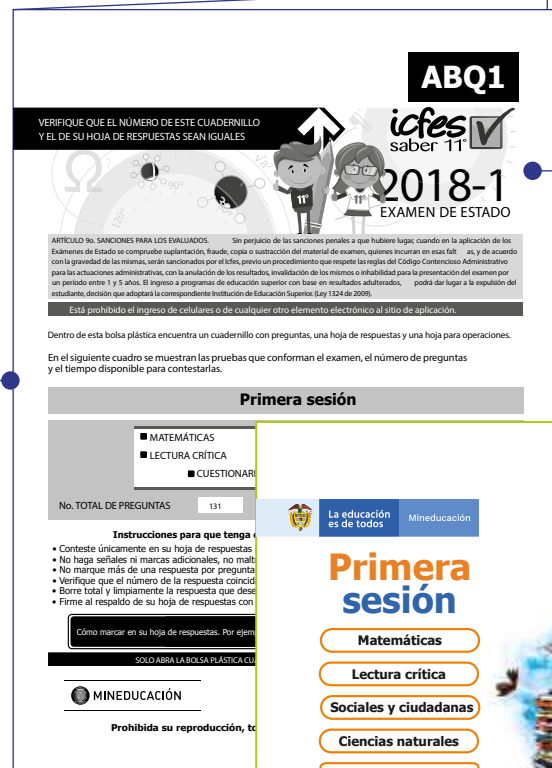 ABQ1
VERIFIQUE QUE EL NÚMERO DE ESTE CUADERNILLO
Y EL DE SU HOJA DE RESPUESTAS SEAN IGUALES
icfes
saber 11°
2018-1
EXAMEN DE ESTADO
90°
120°
11°
11°
ARTÍCULO 9o. SANCIONES PARA LOS EVALUADOS. Sin perjuicio de las sanciones penales a que hubiere lugar, cuando en la aplicación de los
Exámenes de Estado se compruebe suplantación, fraude, copia o sustracción del material de examen, quienes incurran en esas falt as, y de acuerdo
con la gravedad de las mismas, serán sancionados por el Icfes, previo un procedimiento que respete las reglas del Código Contencioso Administrativo
para las actuaciones administrativas, con la anulación de los resultados, invalidación de los mismos o inhabilidad para la presentación del examen por
un período entre 1 y 5 años. El ingreso a programas de educación superior con base en resultados adulterados, podrá dar lugar a la expulsión del
estudiante, decisión que adoptará la correspondiente Institución de Educación Superior. (Ley 1324 de 2009).
Está prohibido el ingreso de celulares o de cualquier otro elemento electrónico al sitio de aplicación.
Dentro de esta bolsa plástica encuentra un cuadernillo con preguntas, una hoja de respuestas y una hoja para operaciones.
En el siguiente cuadro se muestran las pruebas que conforman el examen, el número de preguntas
y el tiempo disponible para contestarlas.
Primera sesión
MATEMÁTICAS
LECTURA CRÍTICA
CUESTIONARI
No. TOTAL DE PREGUNTAS 131
Instrucciones para que tenga
• Conteste únicamente en su hoja de respuestas
• No haga señales ni marcas adicionales, no malt
• No marque más de una respuesta por pregunta
• Verifique que el número de la respuesta coincid
• Borre total y limpiamente la respuesta que dese
• Firme al respaldo de su hoja de respuestas con
Cómo marcar en su hoja de respuestas. Por ejem
SOLO ABRA LA BOLSA PLÁSTICA CU
MINEDUCACIÓN
Prohibida su reproducción, to
La educación
es de todos
Mineducación
Primera
sesión
Matemáticas
Lectura crítica
Sociales y ciudadanas
Ciencias naturales